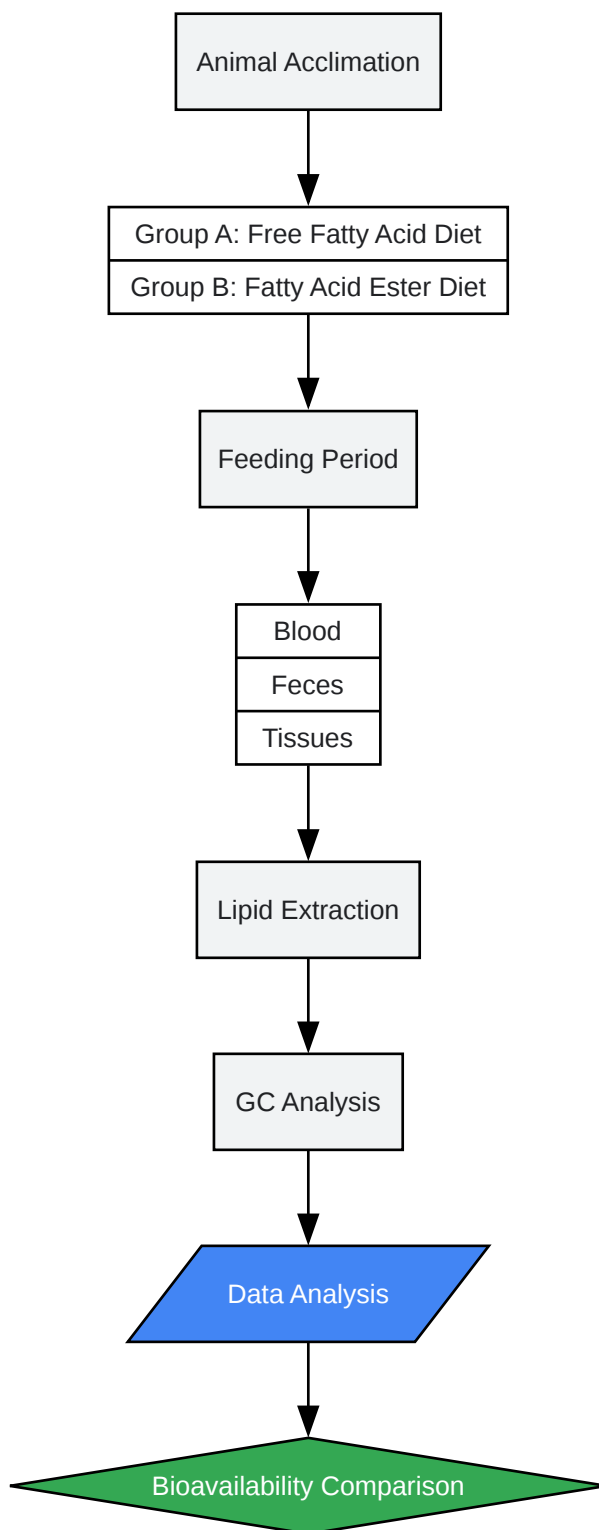 Animal Acclimation
Group A: Free Fatty Acid Diet
Group B: Fatty Acid Ester Diet
Feeding Period
Blood
Feces
Tissues
Lipid Extraction
GC Analysis
Data Analysis
Bioavailability Comparison